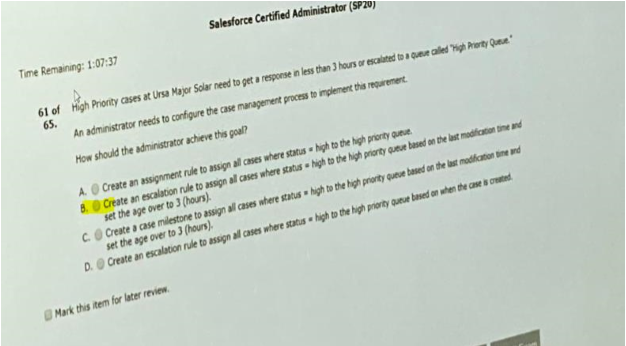 Salesforce Certified Administrator (SP20)
Time Remaining: 1:07:37
61 of High Priority cases at Ursa Major Solar need to get a response in less than 3 hours or escalated to a queue called "High Priority Queue."
65. An administrator needs to configure the case management process to implement this requirement.
How should the administrator achieve this goal?
A. Create an assignment rule to assign all cases where status = high to the high priority queue.
B. Create an escalation rule to assign all cases where status = high to the high priority queue based on the last modification time and
set the age over to 3 (hours).
C. Create a case milestone to assign all cases where status = high to the high priority queue based on the last modification time and
set the age over to 3 (hours).
D. Create an escalation rule to assign all cases where status = high to the high priority queue based on when the case is created.
Mark this item for later review.